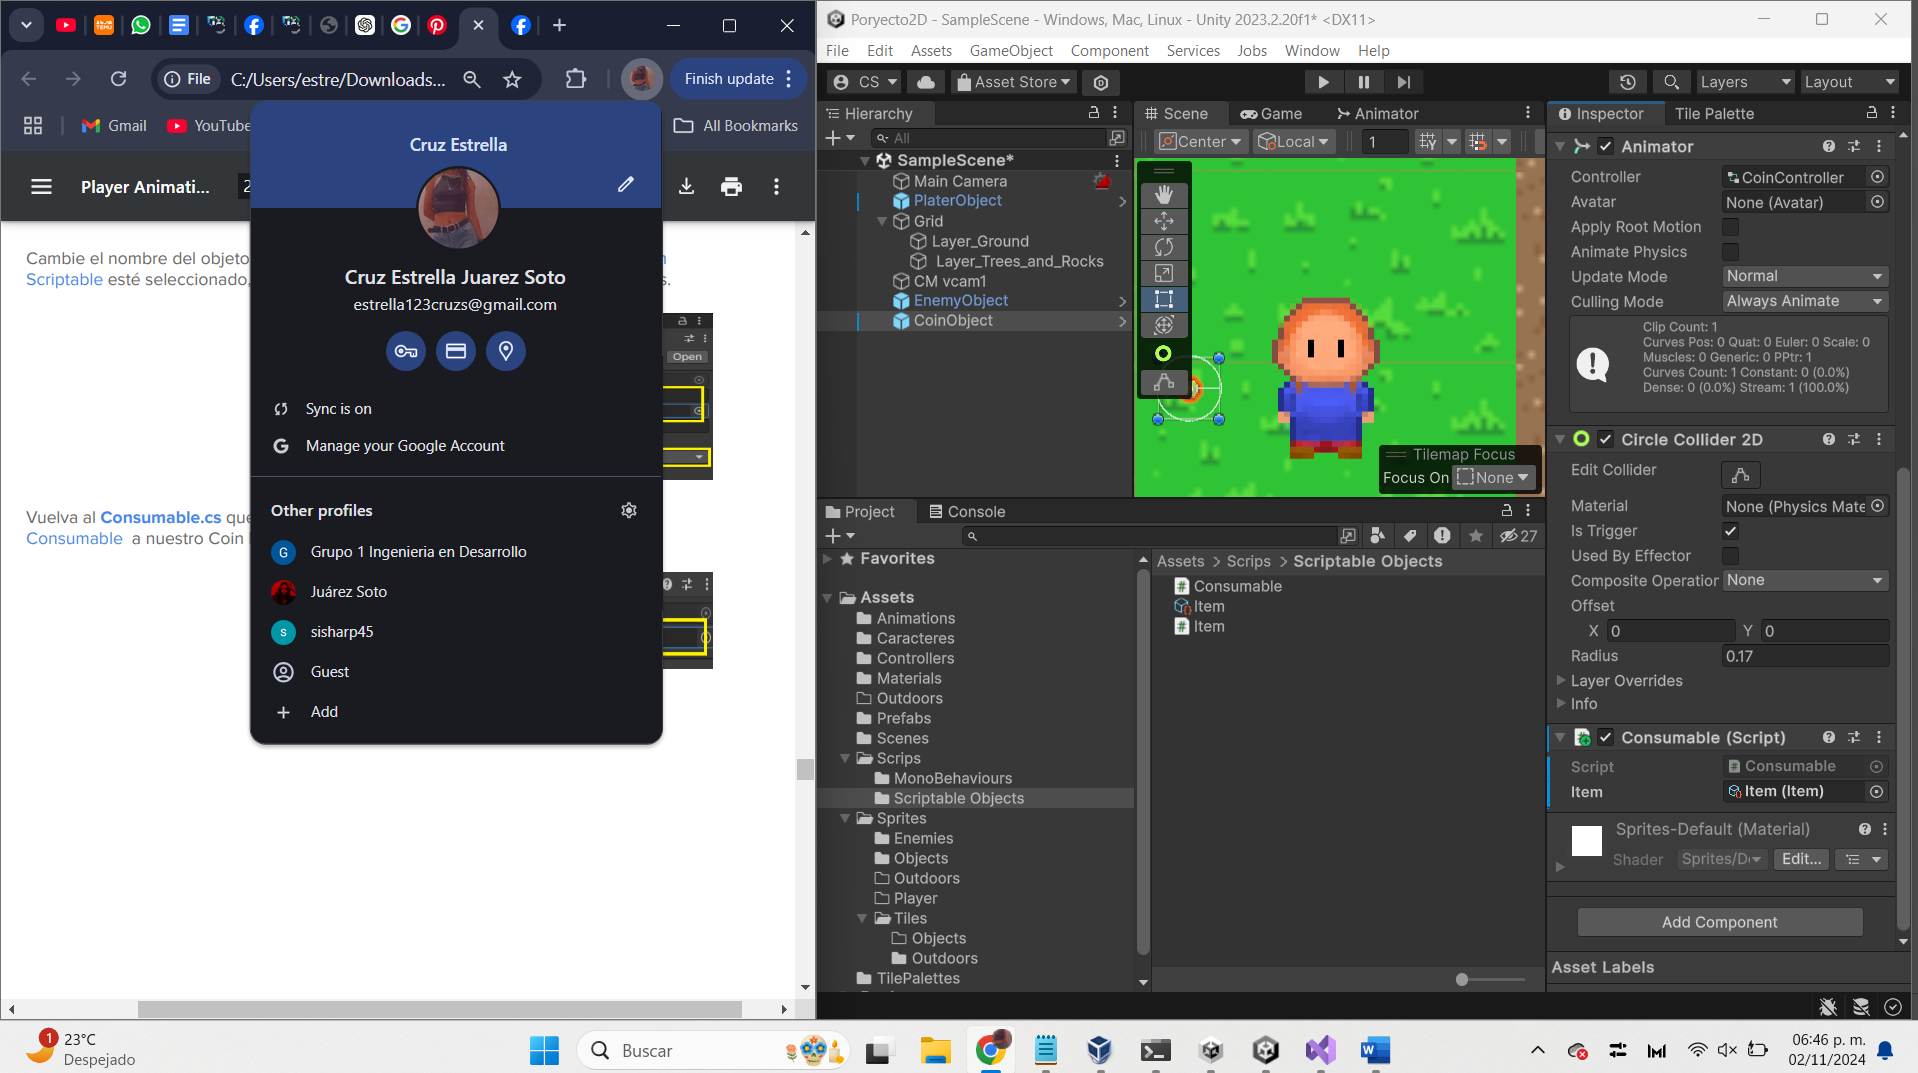 File
C:/Users/estre/Downloads...
Finish update
Gmail
YouTube
All Bookmarks
Player Animati...
2
Cambie el nombre del objeto
Scriptable esté seleccionado,
s.
Open
Vuelva al Consumable.cs que
Consumable a nuestro Coin
Cruz Estrella
Cruz Estrella Juarez Soto
estrella123cruzs@gmail.com
Sync is on
Manage your Google Account
Other profiles
G
Grupo 1 Ingenieria en Desarrollo
Juárez Soto
s
sisharp45
Guest
Add
Poryecto2D - SampleScene - Windows, Mac, Linux - Unity 2023.2.20f1* <DX11>
File Edit Assets GameObject Component Services Jobs Window Help
CS
Asset Store
Layers
Layout
Hierarchy
All
SampleScene*
Main Camera
PlaterObject
Grid
Layer_Ground
Layer_Trees_and_Rocks
CM vcam1
EnemyObject
CoinObject
Scene
Game
Animator
Center
Local
1
Tilemap Focus
Focus On
None
Project
Console
27
Favorites
Assets
Animations
Caracteres
Controllers
Materials
Outdoors
Prefabs
Scenes
Scrips
MonoBehaviours
Scriptable Objects
Sprites
Enemies
Objects
Outdoors
Player
Tiles
Objects
Outdoors
TilePalettes
Assets > Scrips > Scriptable Objects
Consumable
Item
Item
Inspector
Tile Palette
Animator
Controller
CoinController
Avatar
None (Avatar)
Apply Root Motion
Animate Physics
Update Mode
Normal
Culling Mode
Always Animate
Clip Count: 1
Curves Pos: 0 Quat: 0 Euler: 0 Scale: 0
Muscles: 0 Generic: 0 PPtr: 1
Curves Count: 1 Constant: 0 (0.0%)
Dense: 0 (0.0%) Stream: 1 (100.0%)
Circle Collider 2D
Edit Collider
Material
None (Physics Mate
Is Trigger
Used By Effector
Composite Operation
None
Offset
X 0 Y 0
Radius
0.17
Layer Overrides
Info
Consumable (Script)
Script
Consumable
Item
Item (Item)
Sprites-Default (Material)
Shader
Sprites/D
Edit...
Add Component
Asset Labels
1
23°C
Despejado
Buscar
06:46 p. m.
02/11/2024